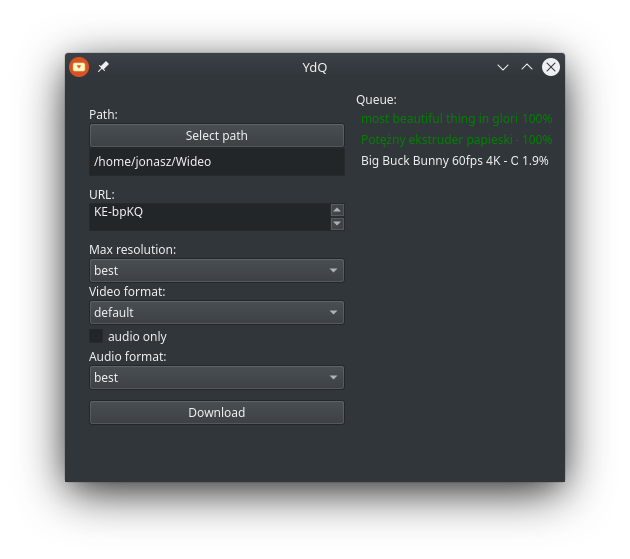 YdQ
Path:
Select path
/home/jonasz/Wideo
URL:
KE-bpKQ
Max resolution:
best
Video format:
default
audio only
Audio format:
best
Download
Queue:
most beautiful thing in glori 100%
Potężny ekstruder papieski 100%
Big Buck Bunny 60fps 4K - O 1.9%